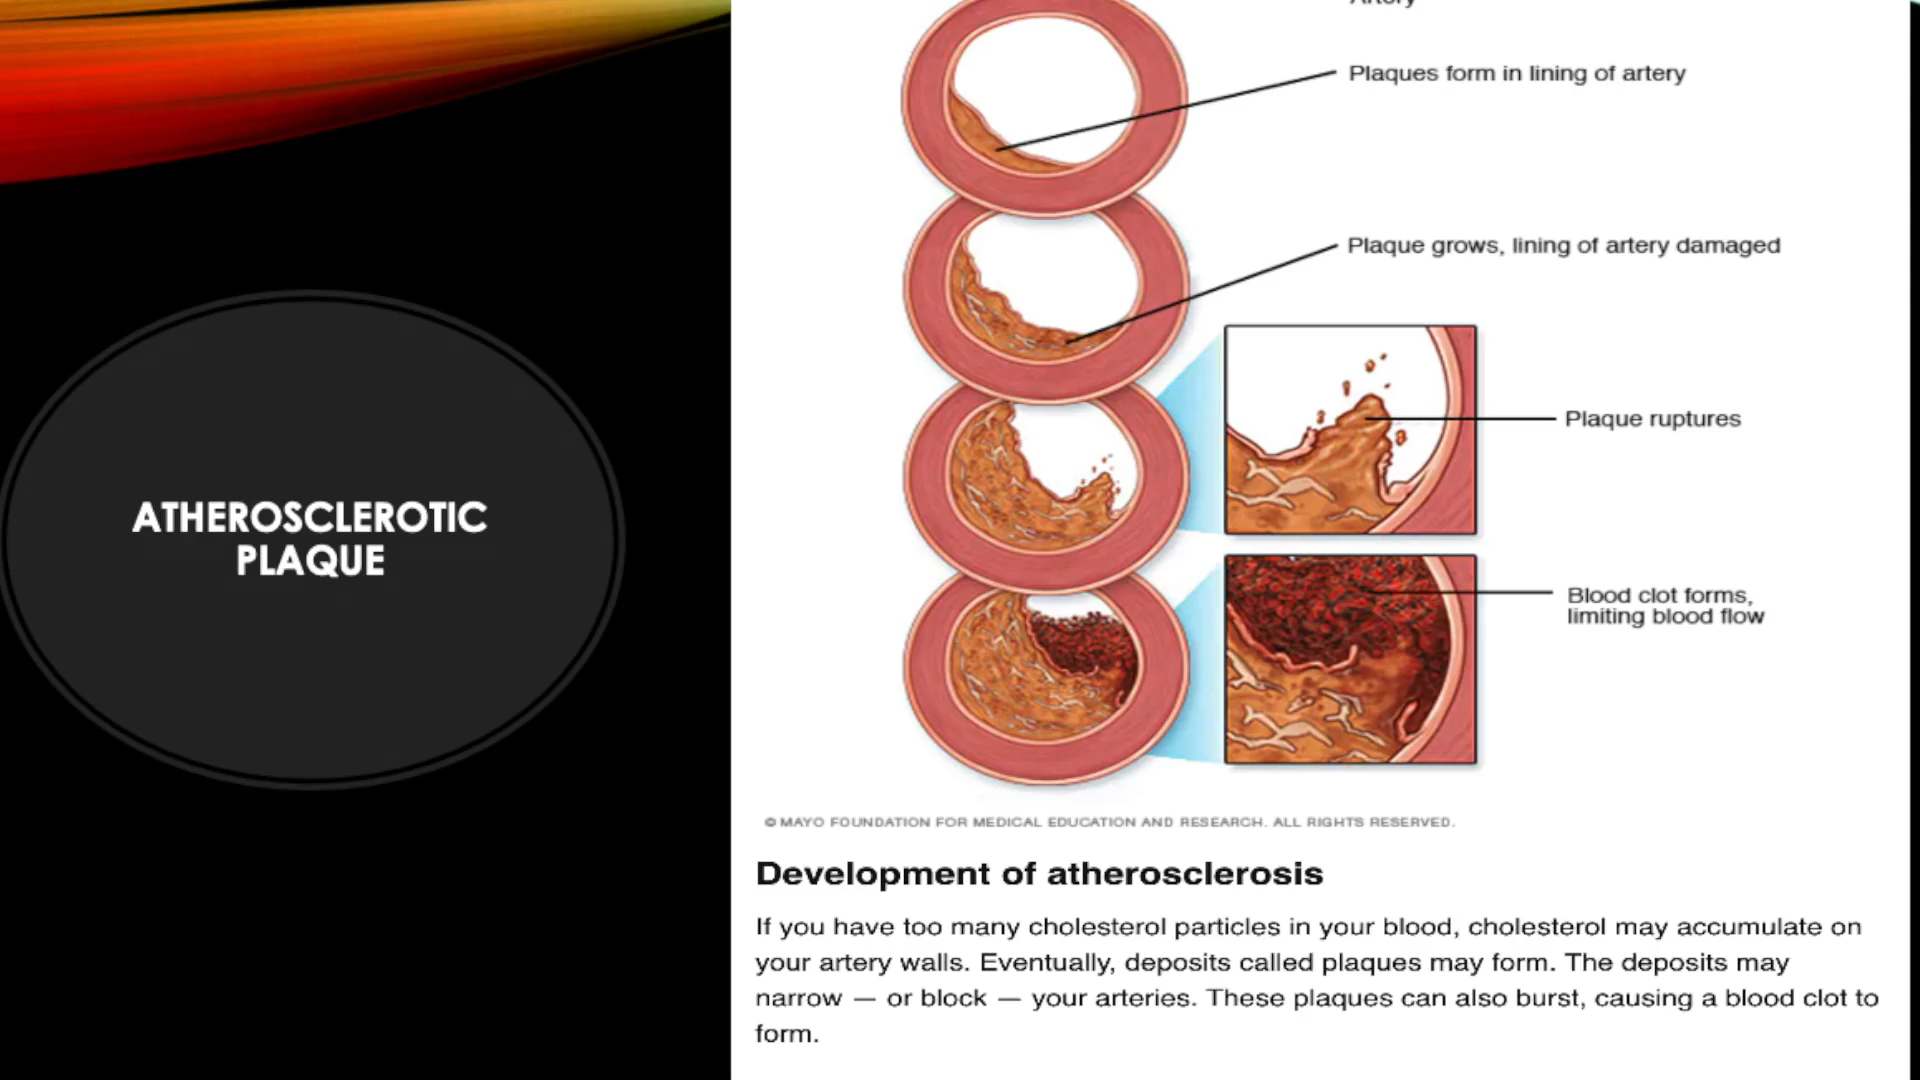 Artery
Plaques form in lining of artery
Plaque grows, lining of artery damaged
Plaque ruptures
Blood clot forms,
limiting blood flow
ATHEROSCLEROTIC
PLAQUE
© MAYO FOUNDATION FOR MEDICAL EDUCATION AND RESEARCH. ALL RIGHTS RESERVED.
Development of atherosclerosis
If you have too many cholesterol particles in your blood, cholesterol may accumulate on
your artery walls. Eventually, deposits called plaques may form. The deposits may
narrow — or block — your arteries. These plaques can also burst, causing a blood clot to
form.